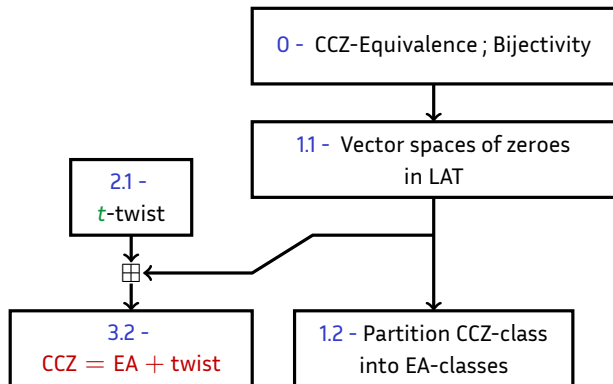 0 - CCZ-Equivalence ; Bijectivity
1.1 - Vector spaces of zeroes
in LAT
2.1 -
t-twist
3.2 -
CCZ = EA + twist
1.2 - Partition CCZ-class
into EA-classes